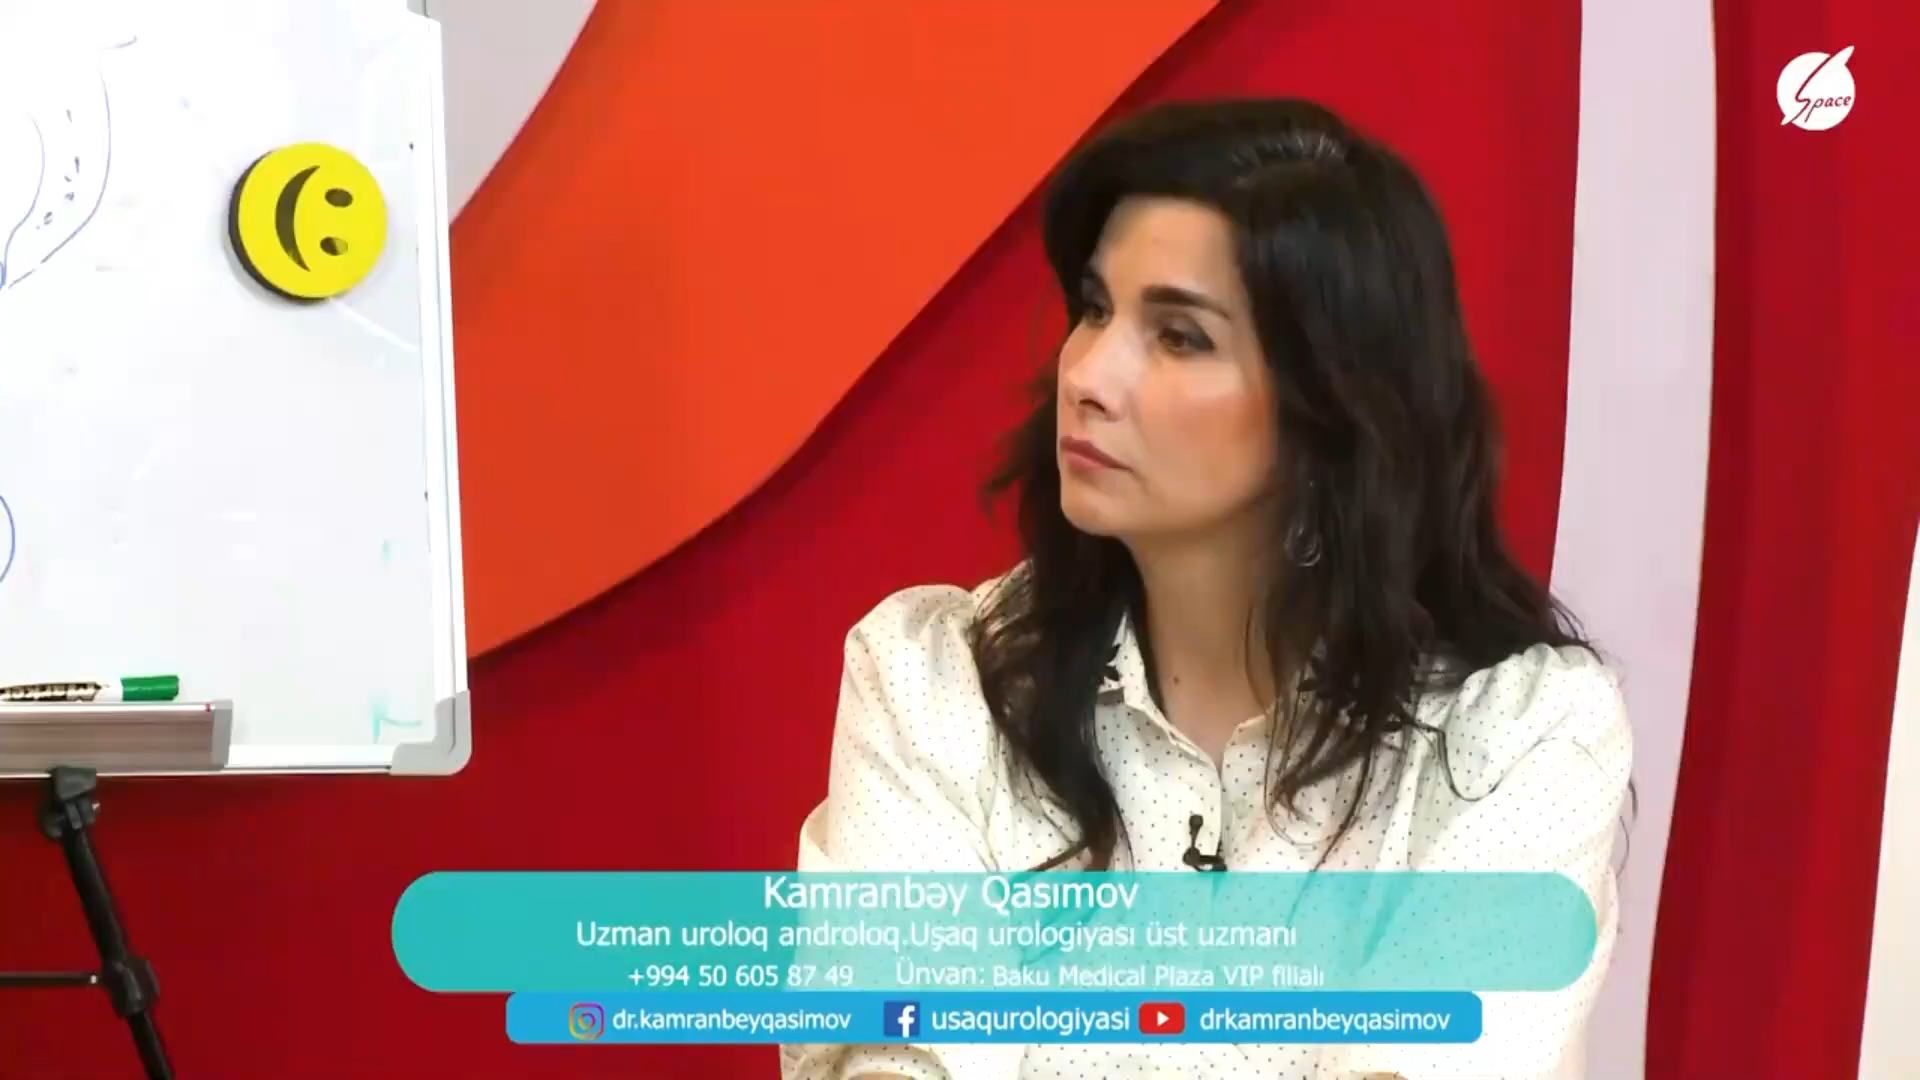 Space
Marker
Kamranbəy Qasımov
Uzman uroloq androloq.Uşaq urologiyası üst uzmanı
+994 50 605 87 49 Ünvan: Baku Medical Plaza VIP filialı
dr.kamranbeyqasimov usaqurologiyasi drkamranbeyqasimov